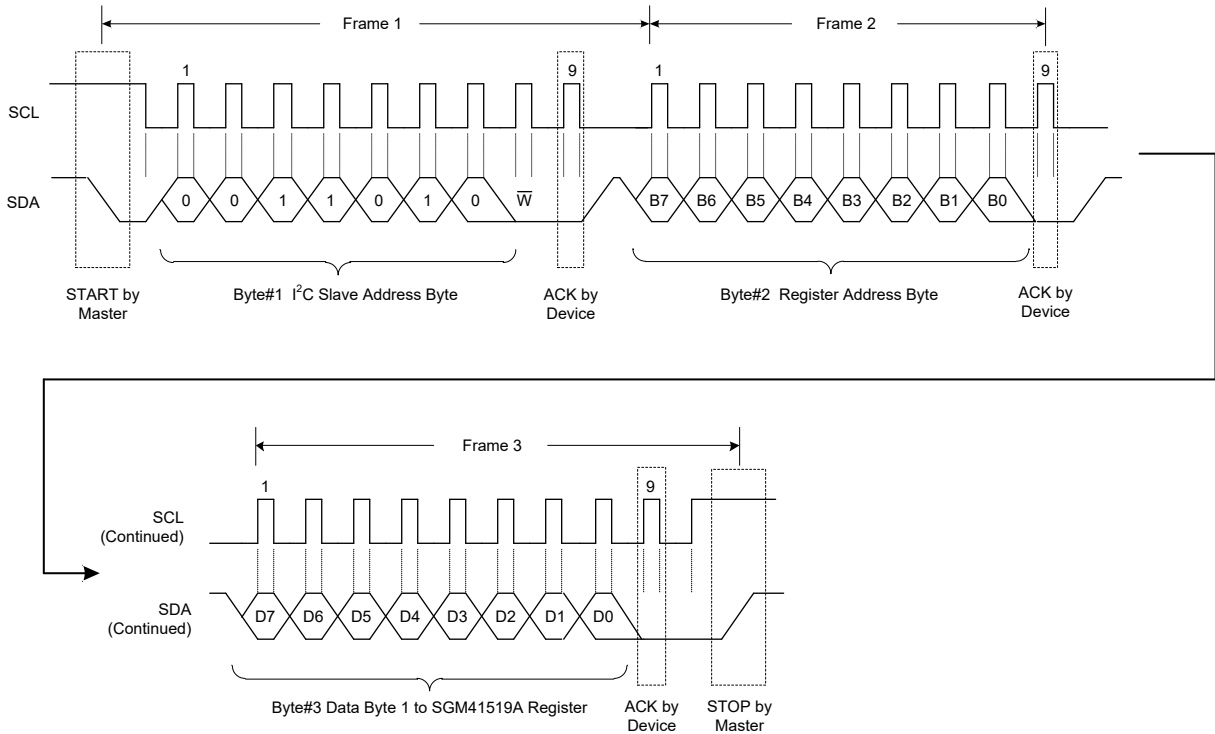 Frame 1
Frame 2
1
9
1
9
SCL
SDA
0 0 1 1 0 1 0 W̅
B7 B6 B5 B4 B3 B2 B1 B0
START by
Master
Byte#1 I²C Slave Address Byte
ACK by
Device
Byte#2 Register Address Byte
ACK by
Device
Frame 3
1
9
SCL
(Continued)
SDA
(Continued)
D7 D6 D5 D4 D3 D2 D1 D0
Byte#3 Data Byte 1 to SGM41519A Register
ACK by
Device
STOP by
Master